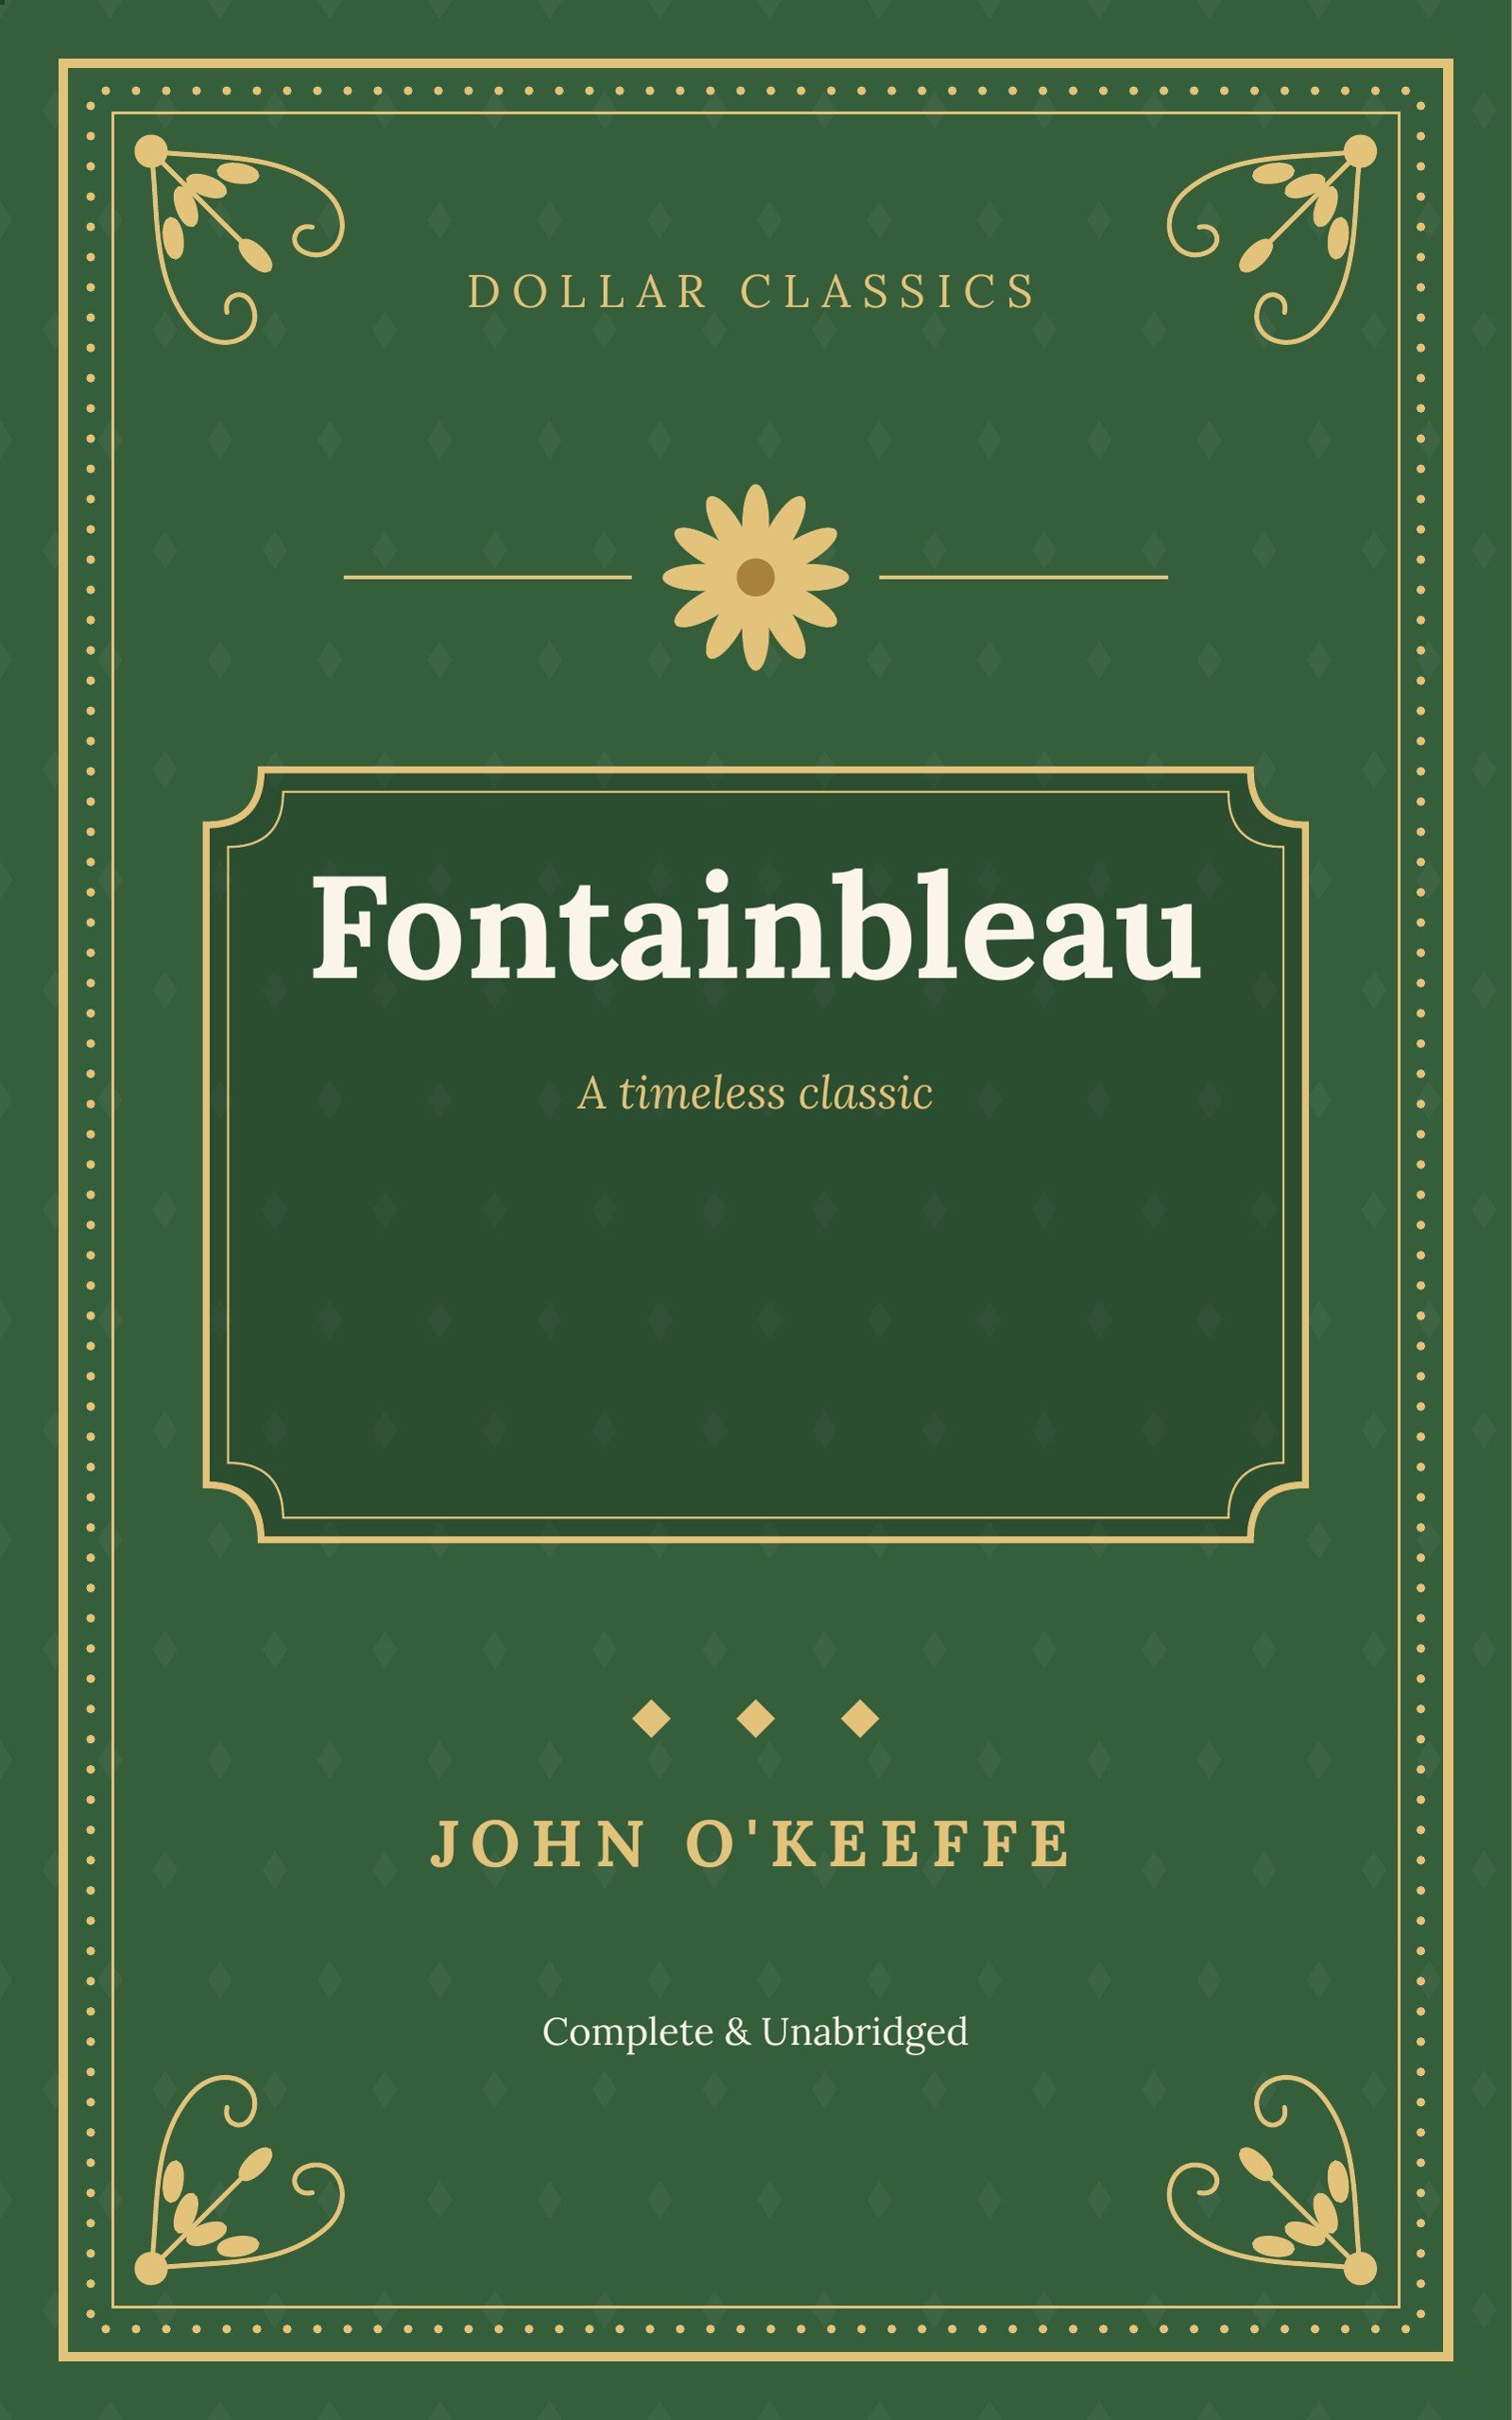 DOLLAR CLASSICS
Fontainbleau
A timeless classic
JOHN O'KEEFFE
Complete & Unabridged